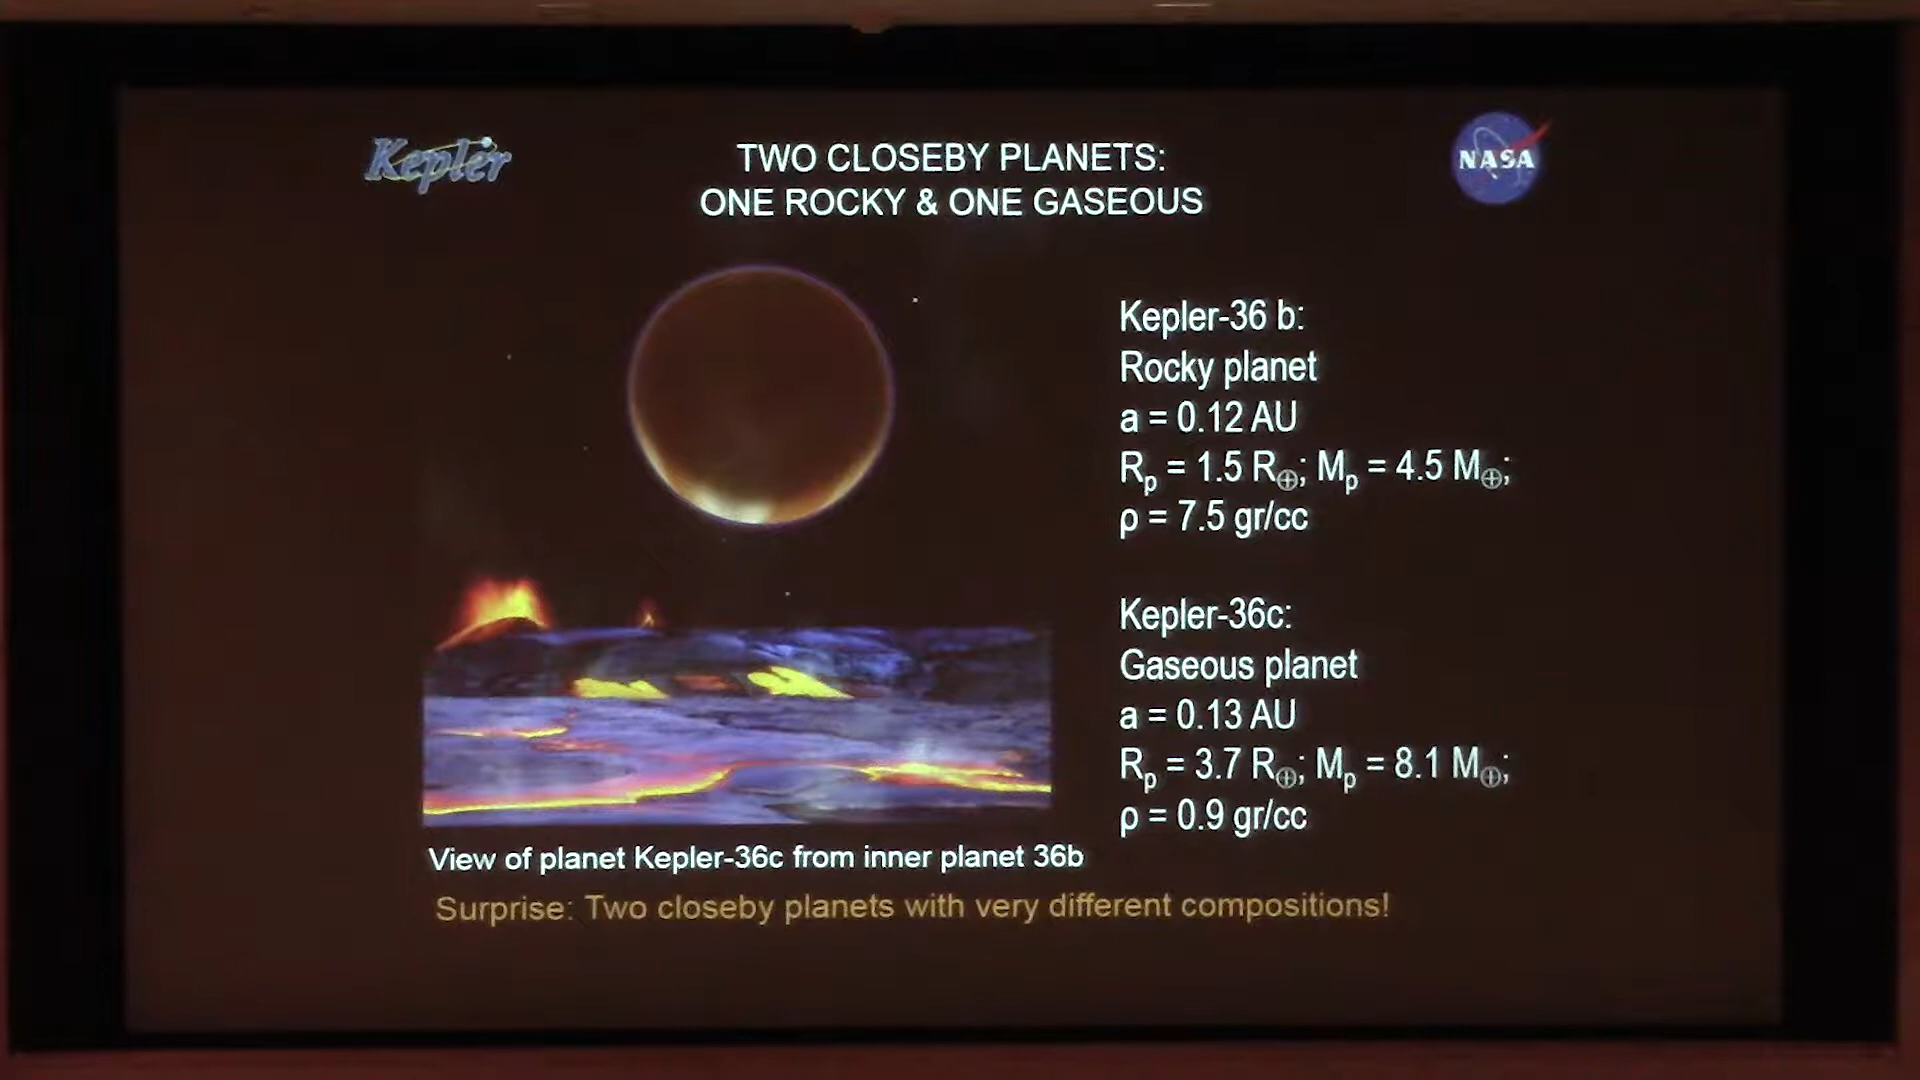 Kepler
TWO CLOSEBY PLANETS:
ONE ROCKY & ONE GASEOUS
NASA
Kepler-36 b:
Rocky planet
a = 0.12 AU
Rp = 1.5 R⊕; Mp = 4.5 M⊕;
ρ = 7.5 gr/cc
Kepler-36c:
Gaseous planet
a = 0.13 AU
Rp = 3.7 R⊕; Mp = 8.1 M⊕;
ρ = 0.9 gr/cc
View of planet Kepler-36c from inner planet 36b
Surprise: Two closeby planets with very different compositions!